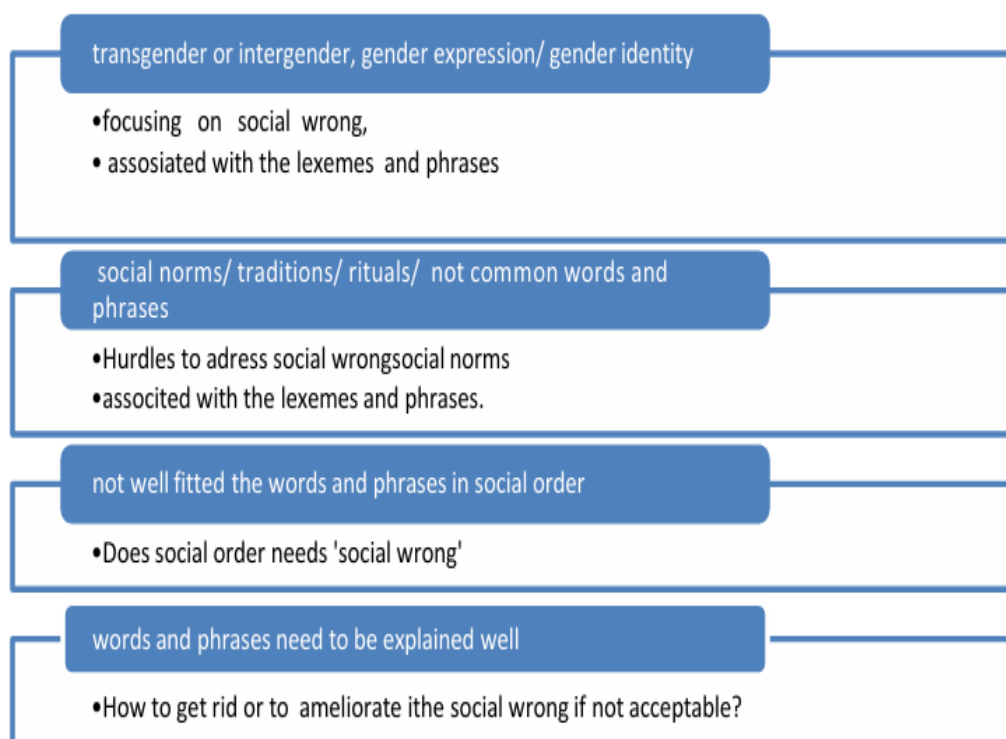 transgender or intergender, gender expression/ gender identity
•focusing on social wrong,
• assosiated with the lexemes and phrases
social norms/ traditions/ rituals/ not common words and
phrases
•Hurdles to adress social wrongsocial norms
•associted with the lexemes and phrases.
not well fitted the words and phrases in social order
•Does social order needs 'social wrong'
words and phrases need to be explained well
•How to get rid or to ameliorate ithe social wrong if not acceptable?